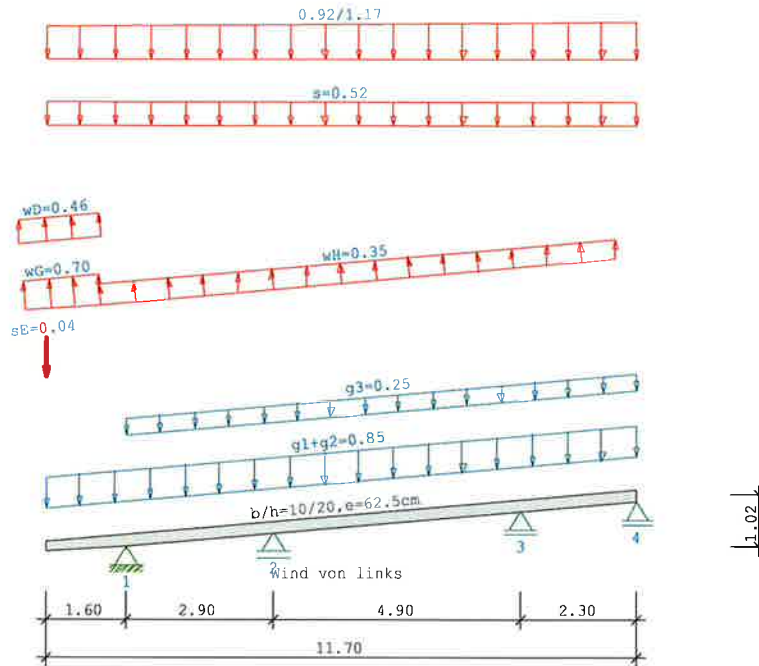 0.92/1.17
s=0.52
wD=0.46
wH=0.35
wG=0.70
sE=0.04
g3=0.25
g1+g2=0.85
b/h=10/20,e=62.5cm
1.02
4
3
2
1
Wind von links
1.60 2.90 4.90 2.30
11.70